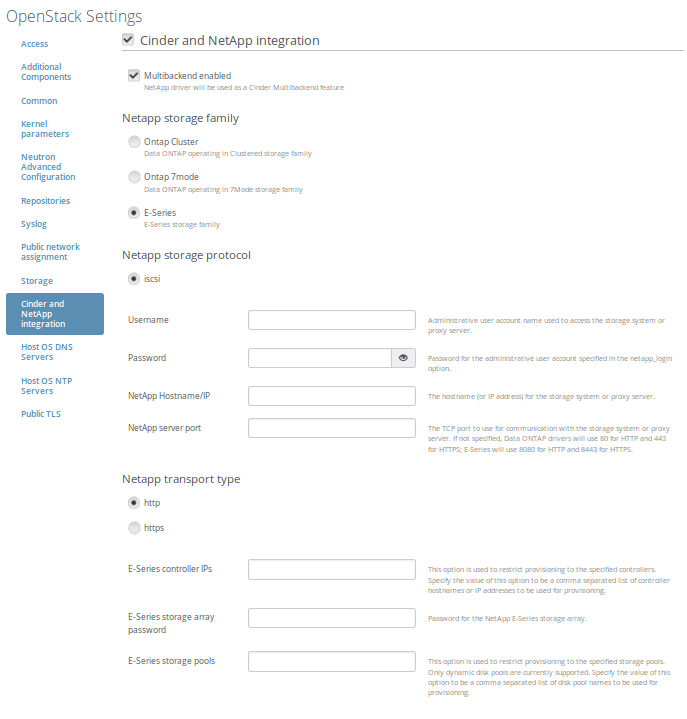 OpenStack Settings
Access
Additional
Components
Common
Kernel
parameters
Neutron
Advanced
Configuration
Repositories
Syslog
Public network
assignment
Storage
Cinder and
NetApp
integration
Host OS DNS
Servers
Host OS NTP
Servers
Public TLS
Cinder and NetApp integration
Multibackend enabled
NetApp driver will be used as a Cinder Multibackend feature
Netapp storage family
Ontap Cluster
Data ONTAP operating in Clustered storage family
Ontap 7mode
Data ONTAP operating in 7Mode storage family
E-Series
E-Series storage family
Netapp storage protocol
iscsi
Username
Administrative user account name used to access the storage system or
proxy server.
Password
Password for the administrative user account specified in the netapp_login
option.
NetApp Hostname/IP
The hostname (or IP address) for the storage system or proxy server.
NetApp server port
The TCP port to use for communication with the storage system or proxy
server. If not specified, Data ONTAP drivers will use 80 for HTTP and 443
for HTTPS; E-Series will use 8080 for HTTP and 8443 for HTTPS.
Netapp transport type
http
https
E-Series controller IPs
This option is used to restrict provisioning to the specified controllers.
Specify the value of this option to be a comma separated list of controller
hostnames or IP addresses to be used for provisioning.
E-Series storage array
password
Password for the NetApp E-Series storage array.
E-Series storage pools
This option is used to restrict provisioning to the specified storage pools.
Only dynamic disk pools are currently supported. Specify the value of this
option to be a comma separated list of disk pool names to be used for
provisioning.